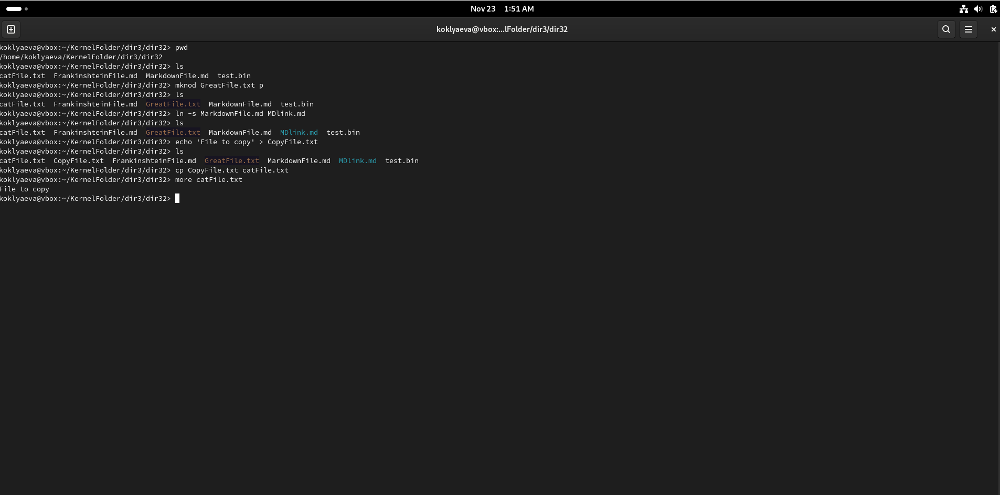 Nov 23 1:51 AM
koklyaeva@vbox:...lFolder/dir3/dir32
koklyaeva@vbox:~/KernelFolder/dir3/dir32> pwd
/home/koklyaeva/KernelFolder/dir3/dir32
koklyaeva@vbox:~/KernelFolder/dir3/dir32> ls
catFile.txt  FrankinshteinFile.md  MarkdownFile.md  test.bin
koklyaeva@vbox:~/KernelFolder/dir3/dir32> mknod GreatFile.txt p
koklyaeva@vbox:~/KernelFolder/dir3/dir32> ls
catFile.txt  FrankinshteinFile.md  GreatFile.txt  MarkdownFile.md  test.bin
koklyaeva@vbox:~/KernelFolder/dir3/dir32> ln -s MarkdownFile.md MDlink.md
koklyaeva@vbox:~/KernelFolder/dir3/dir32> ls
catFile.txt  FrankinshteinFile.md  GreatFile.txt  MarkdownFile.md  MDlink.md  test.bin
koklyaeva@vbox:~/KernelFolder/dir3/dir32> echo 'File to copy' > CopyFile.txt
koklyaeva@vbox:~/KernelFolder/dir3/dir32> ls
catFile.txt  CopyFile.txt  FrankinshteinFile.md  GreatFile.txt  MarkdownFile.md  MDlink.md  test.bin
koklyaeva@vbox:~/KernelFolder/dir3/dir32> cp CopyFile.txt catFile.txt
koklyaeva@vbox:~/KernelFolder/dir3/dir32> more catFile.txt
File to copy
koklyaeva@vbox:~/KernelFolder/dir3/dir32>